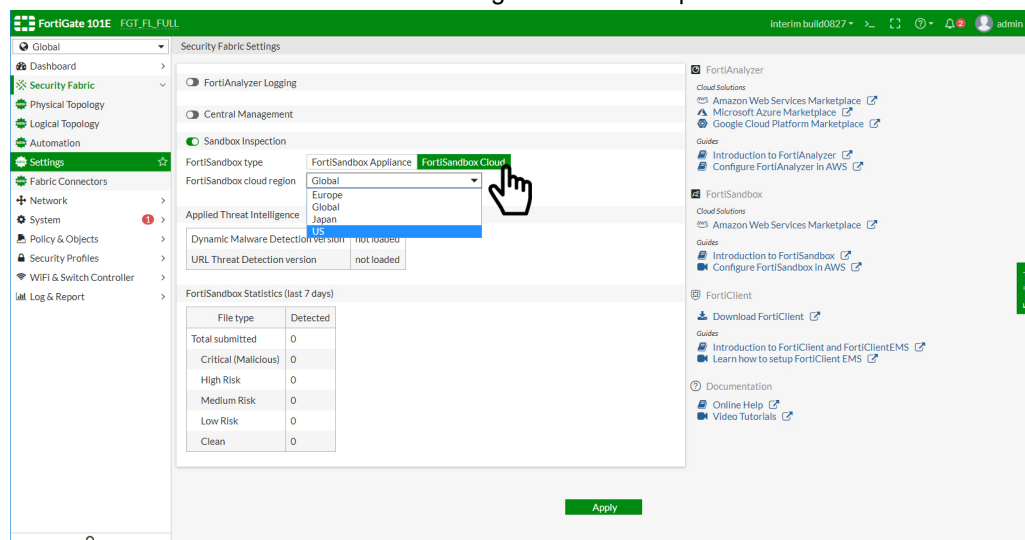 FortiGate 101E FGT_FL_FULL interim build0827 >_ 2 admin
Global Security Fabric Settings
Dashboard
Security Fabric
Physical Topology
Logical Topology
Automation
Settings
Fabric Connectors
Network
System 1
Policy & Objects
Security Profiles
WiFi & Switch Controller
Log & Report
FortiAnalyzer Logging
Central Management
Sandbox Inspection
FortiSandbox type FortiSandbox Appliance FortiSandbox Cloud
FortiSandbox cloud region Global
Europe
Global
Japan
US
Applied Threat Intelligence
Dynamic Malware Detection version not loaded
URL Threat Detection version not loaded
FortiSandbox Statistics (last 7 days)
File type Detected
Total submitted 0
Critical (Malicious) 0
High Risk 0
Medium Risk 0
Low Risk 0
Clean 0
Apply
FortiAnalyzer
Cloud Solutions
Amazon Web Services Marketplace
Microsoft Azure Marketplace
Google Cloud Platform Marketplace
Guides
Introduction to FortiAnalyzer
Configure FortiAnalyzer in AWS
FortiSandbox
Cloud Solutions
Amazon Web Services Marketplace
Guides
Introduction to FortiSandbox
Configure FortiSandbox in AWS
FortiClient
Download FortiClient
Guides
Introduction to FortiClient and FortiClientEMS
Learn how to setup FortiClient EMS
Documentation
Online Help
Video Tutorials